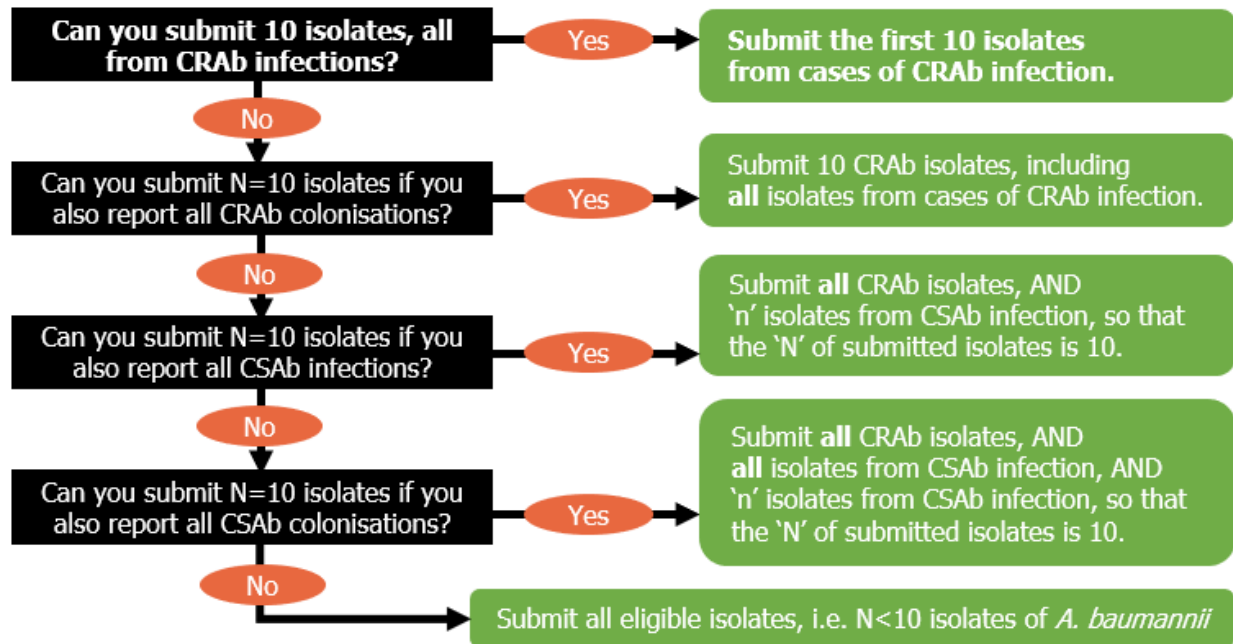 Can you submit 10 isolates, all
from CRAb infections?
Yes
Submit the first 10 isolates
from cases of CRAb infection.
No
Can you submit N=10 isolates if you
also report all CRAb colonisations?
Yes
Submit 10 CRAb isolates, including
all isolates from cases of CRAb infection.
No
Can you submit N=10 isolates if you
also report all CSAb infections?
Yes
Submit all CRAb isolates, AND
‘n’ isolates from CSAb infection, so that
the ‘N’ of submitted isolates is 10.
No
Can you submit N=10 isolates if you
also report all CSAb colonisations?
Yes
Submit all CRAb isolates, AND
all isolates from CSAb infection, AND
‘n’ isolates from CSAb infection, so that
the ‘N’ of submitted isolates is 10.
No
Submit all eligible isolates, i.e. N<10 isolates of A. baumannii